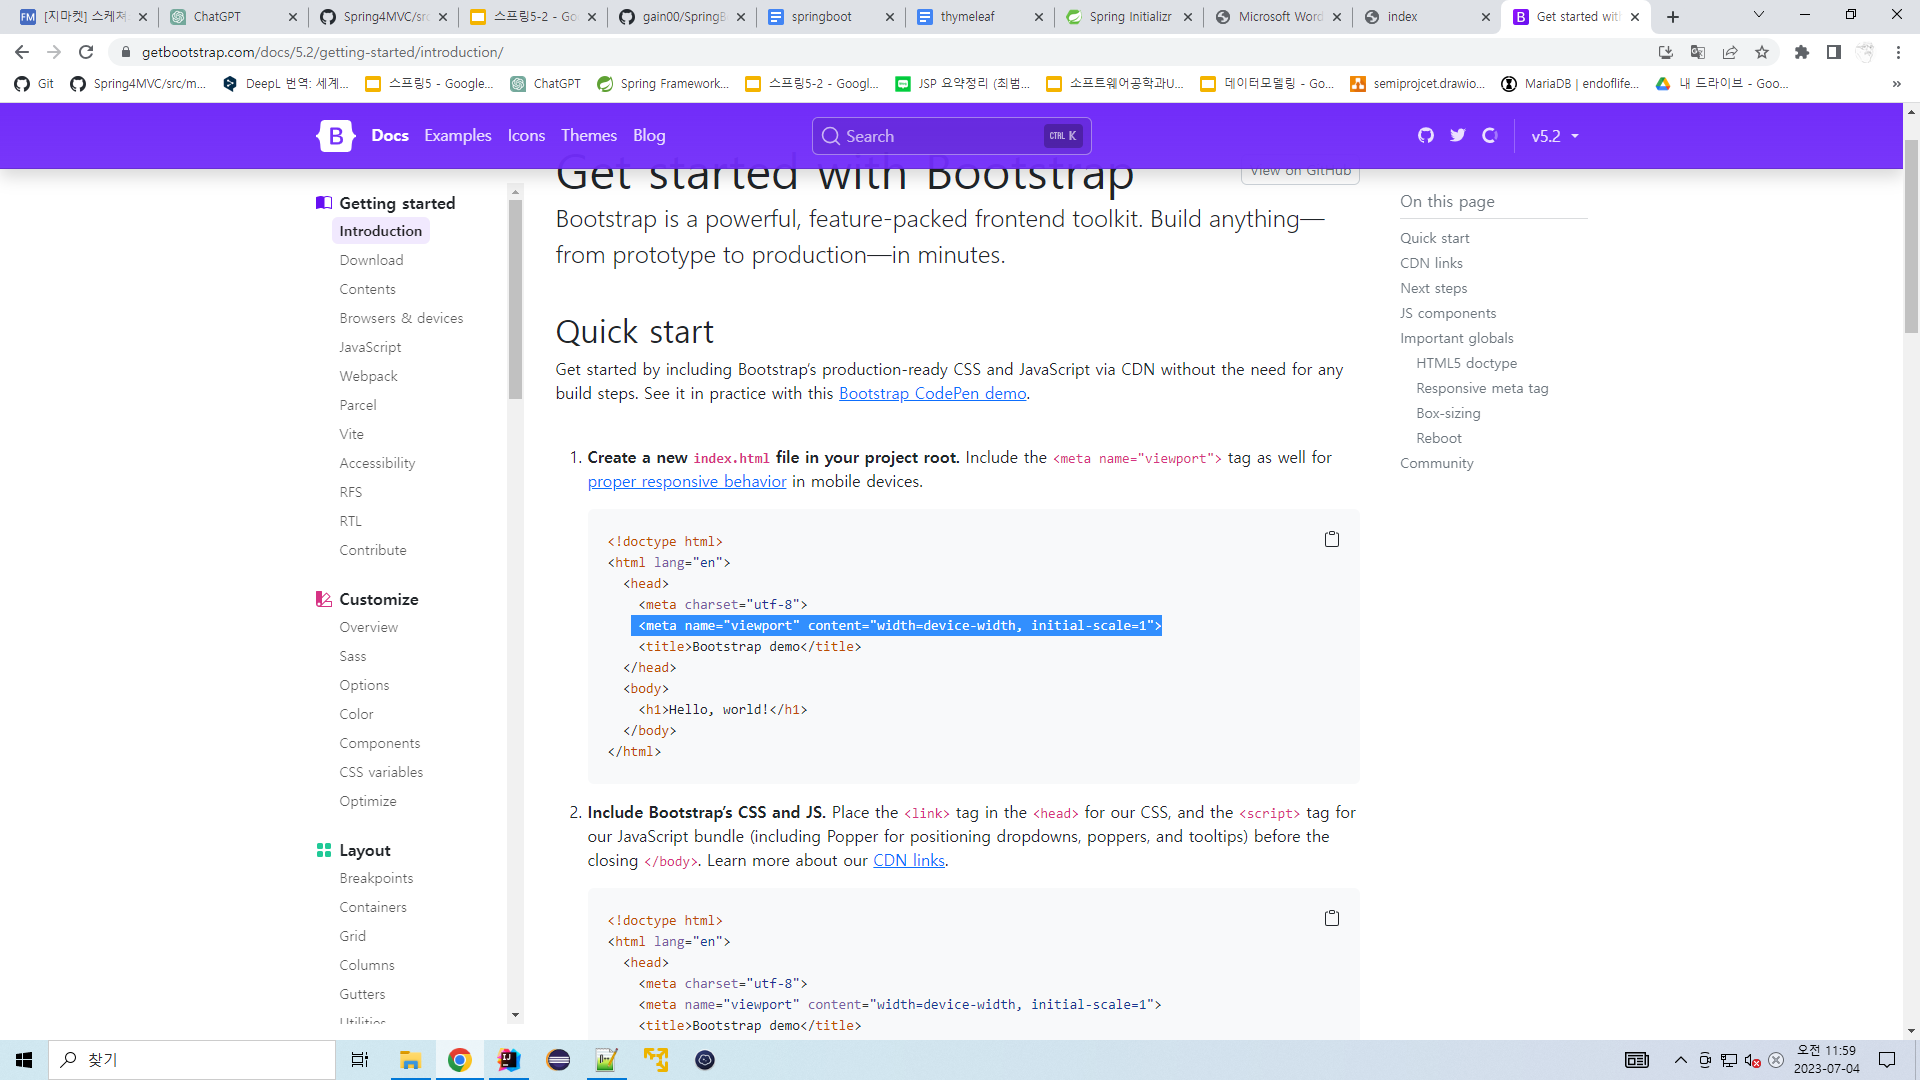 [지마켓] 스케쳐
ChatGPT
Spring4MVC/src
스프링5-2 - Goo
gain00/SpringB
springboot
thymeleaf
Spring Initializr
Microsoft Word
index
Get started with
getbootstrap.com/docs/5.2/getting-started/introduction/
Git
Spring4MVC/src/m...
DeepL 번역: 세계...
스프링5 - Google...
ChatGPT
Spring Framework...
스프링5-2 - Googl...
JSP 요약정리 (최범...
소프트웨어공학과U...
데이터모델링 - Go...
semiprojcet.drawio...
MariaDB | endoflife...
내 드라이브 - Goo...
»
B
Docs
Examples
Icons
Themes
Blog
Search
CTRL K
v5.2
Getting started
Introduction
Download
Contents
Browsers & devices
JavaScript
Webpack
Parcel
Vite
Accessibility
RFS
RTL
Contribute
Customize
Overview
Sass
Options
Color
Components
CSS variables
Optimize
Layout
Breakpoints
Containers
Grid
Columns
Gutters
Utilities
Get started with Bootstrap
View on GitHub
Bootstrap is a powerful, feature-packed frontend toolkit. Build anything—
from prototype to production—in minutes.
Quick start
Get started by including Bootstrap's production-ready CSS and JavaScript via CDN without the need for any
build steps. See it in practice with this Bootstrap CodePen demo.
1. Create a new index.html file in your project root. Include the <meta name="viewport"> tag as well for
proper responsive behavior in mobile devices.
<!doctype html>
<html lang="en">
<head>
<meta charset="utf-8">
<meta name="viewport" content="width=device-width, initial-scale=1">
<title>Bootstrap demo</title>
</head>
<body>
<h1>Hello, world!</h1>
</body>
</html>
2. Include Bootstrap's CSS and JS. Place the <link> tag in the <head> for our CSS, and the <script> tag for
our JavaScript bundle (including Popper for positioning dropdowns, poppers, and tooltips) before the
closing </body>. Learn more about our CDN links.
<!doctype html>
<html lang="en">
<head>
<meta charset="utf-8">
<meta name="viewport" content="width=device-width, initial-scale=1">
<title>Bootstrap demo</title>
On this page
Quick start
CDN links
Next steps
JS components
Important globals
HTML5 doctype
Responsive meta tag
Box-sizing
Reboot
Community
찾기
오전 11:59
2023-07-04